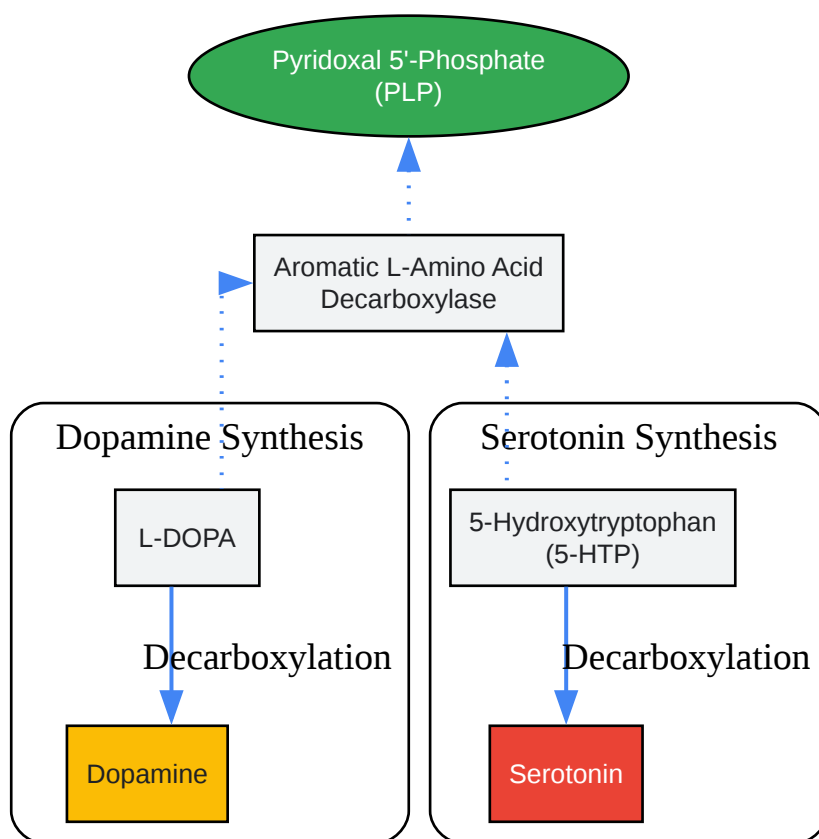 Pyridoxal 5'-Phosphate
(PLP)
Aromatic L-Amino Acid
Decarboxylase
Dopamine Synthesis
Serotonin Synthesis
L-DOPA
5-Hydroxytryptophan
(5-HTP)
Decarboxylation
Decarboxylation
Dopamine
Serotonin